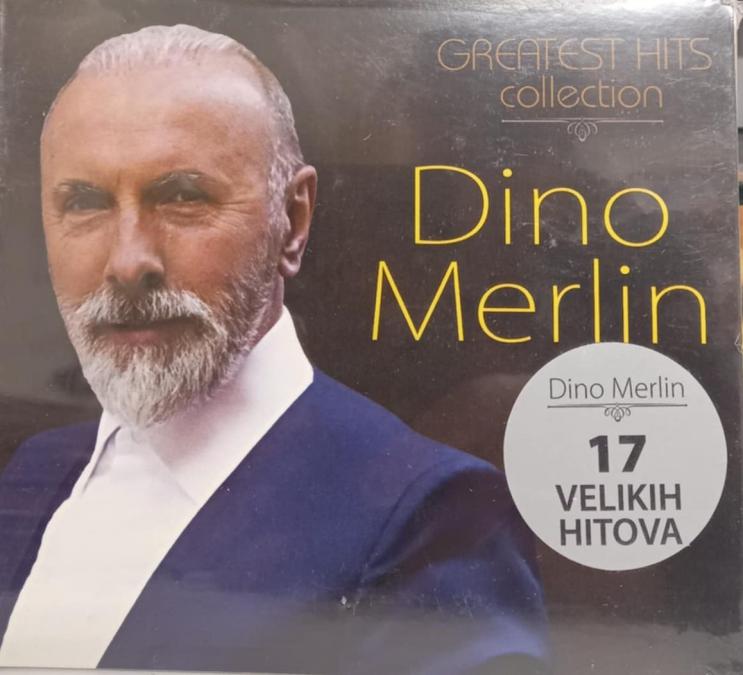 GREATEST HITS
collection
Dino
Merlin
Dino Merlin
17
VELIKIH
HITOVA